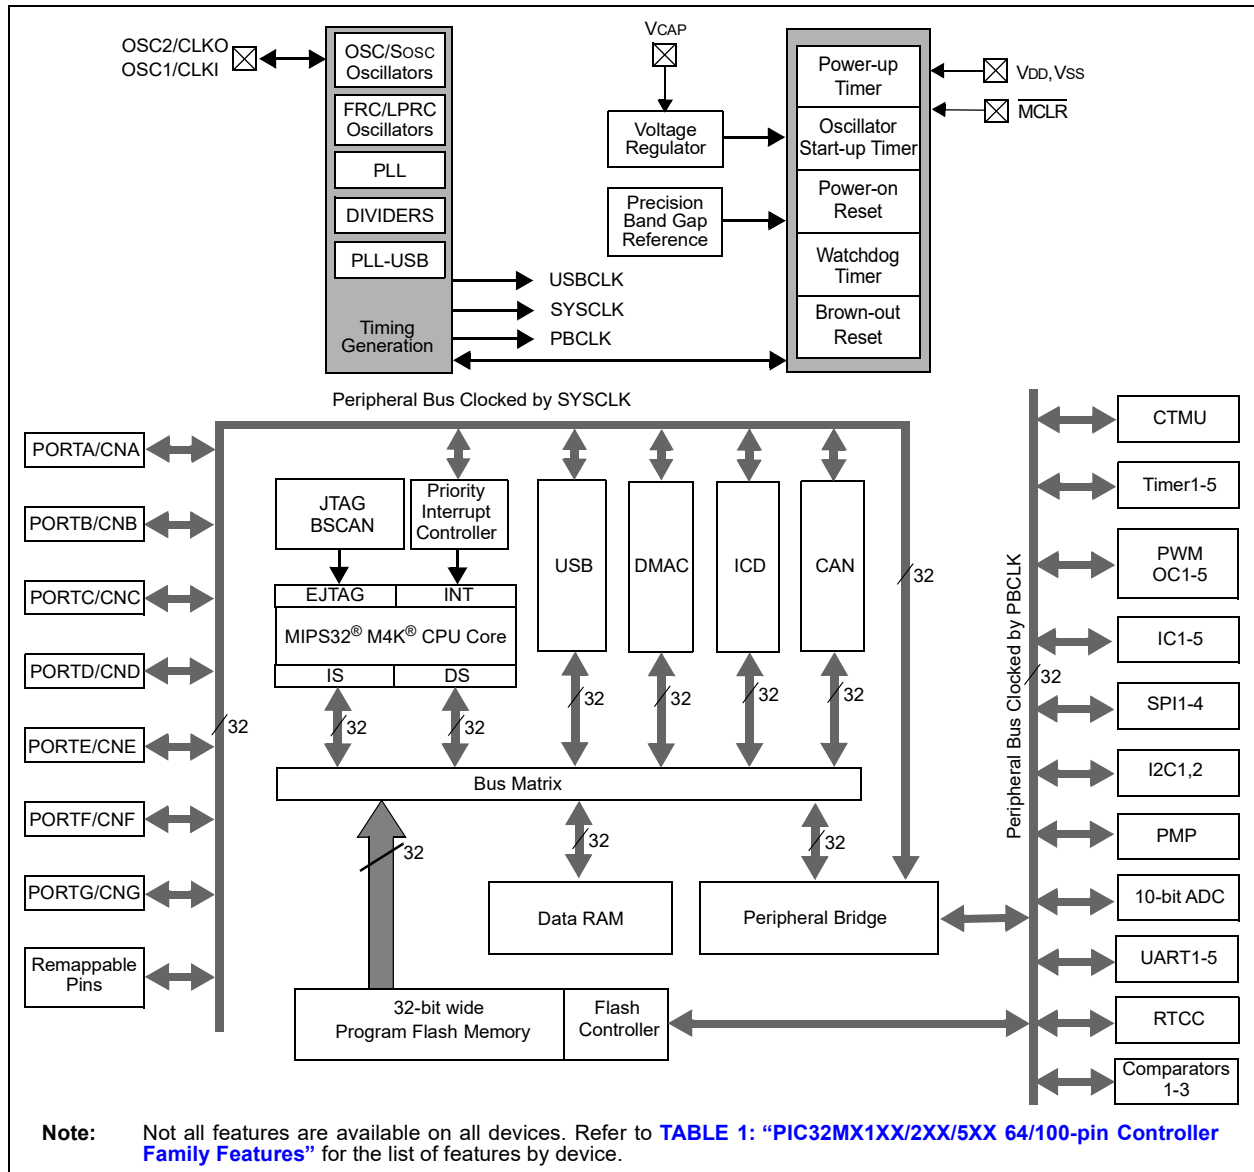 OSC2/CLKO
OSC1/CLKI
OSC/SOSC
Oscillators
FRC/LPRC
Oscillators
PLL
DIVIDERS
PLL-USB
Timing
Generation
USBCLK
SYSCLK
PBCLK
VCAP
Voltage
Regulator
Precision
Band Gap
Reference
Power-up
Timer
Oscillator
Start-up Timer
Power-on
Reset
Watchdog
Timer
Brown-out
Reset
VDD, VSS
MCLR
Peripheral Bus Clocked by SYSCLK
PORTA/CNA
PORTB/CNB
PORTC/CNC
PORTD/CND
PORTE/CNE
PORTF/CNF
PORTG/CNG
Remappable
Pins
32
JTAG
BSCAN
Priority
Interrupt
Controller
EJTAG
INT
MIPS32® M4K® CPU Core
IS
DS
USB
DMAC
ICD
CAN
32
32
32
32
32
32
32
Bus Matrix
32
32
32
Data RAM
Peripheral Bridge
32-bit wide
Program Flash Memory
Flash
Controller
Peripheral Bus Clocked by PBCLK
32
CTMU
Timer1-5
PWM
OC1-5
IC1-5
SPI1-4
I2C1,2
PMP
10-bit ADC
UART1-5
RTCC
Comparators
1-3
Note: Not all features are available on all devices. Refer to TABLE 1: “PIC32MX1XX/2XX/5XX 64/100-pin Controller
Family Features” for the list of features by device.